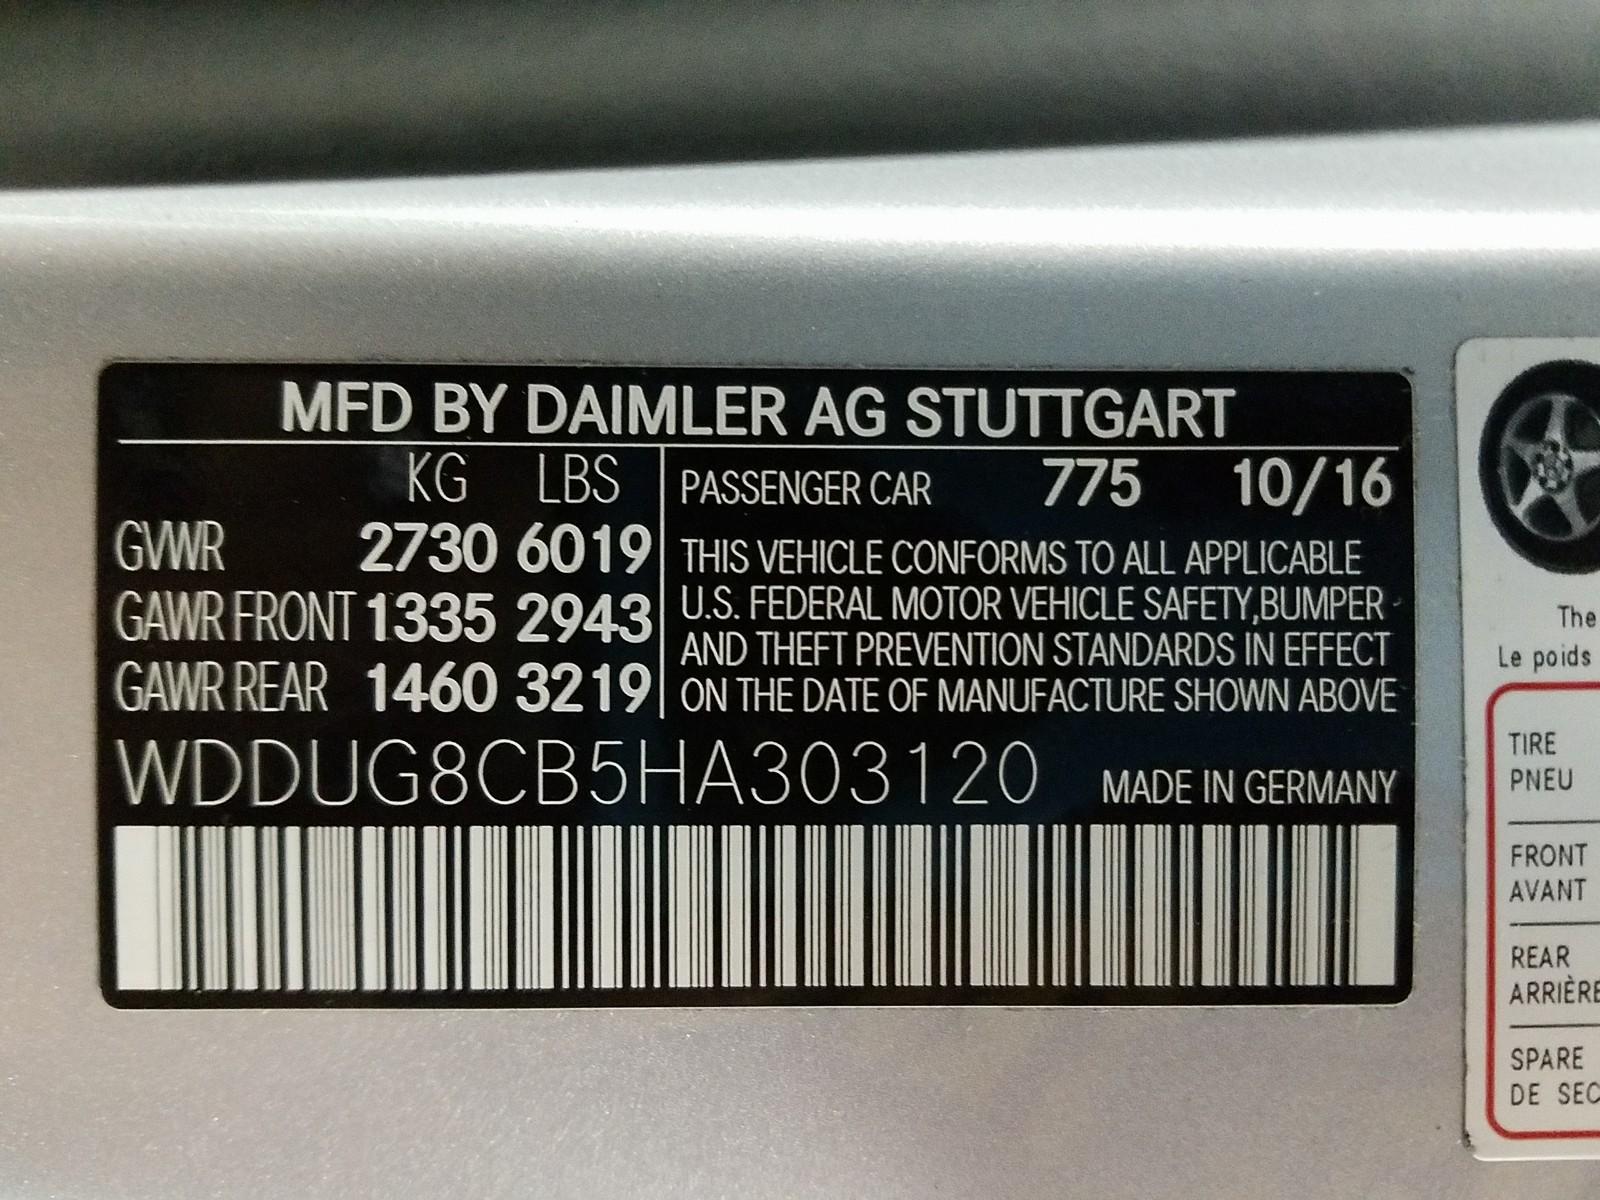 MFD BY DAIMLER AG STUTTGART
KG LBS
GVWR 2730 6019
GAWR FRONT 1335 2943
GAWR REAR 1460 3219
PASSENGER CAR 775 10/16
THIS VEHICLE CONFORMS TO ALL APPLICABLE
U.S. FEDERAL MOTOR VEHICLE SAFETY,BUMPER
AND THEFT PREVENTION STANDARDS IN EFFECT
ON THE DATE OF MANUFACTURE SHOWN ABOVE
WDDUG8CB5HA303120
MADE IN GERMANY
The
Le poids
TIRE
PNEU
FRONT
AVANT
REAR
ARRIÈRE
SPARE
DE SEC